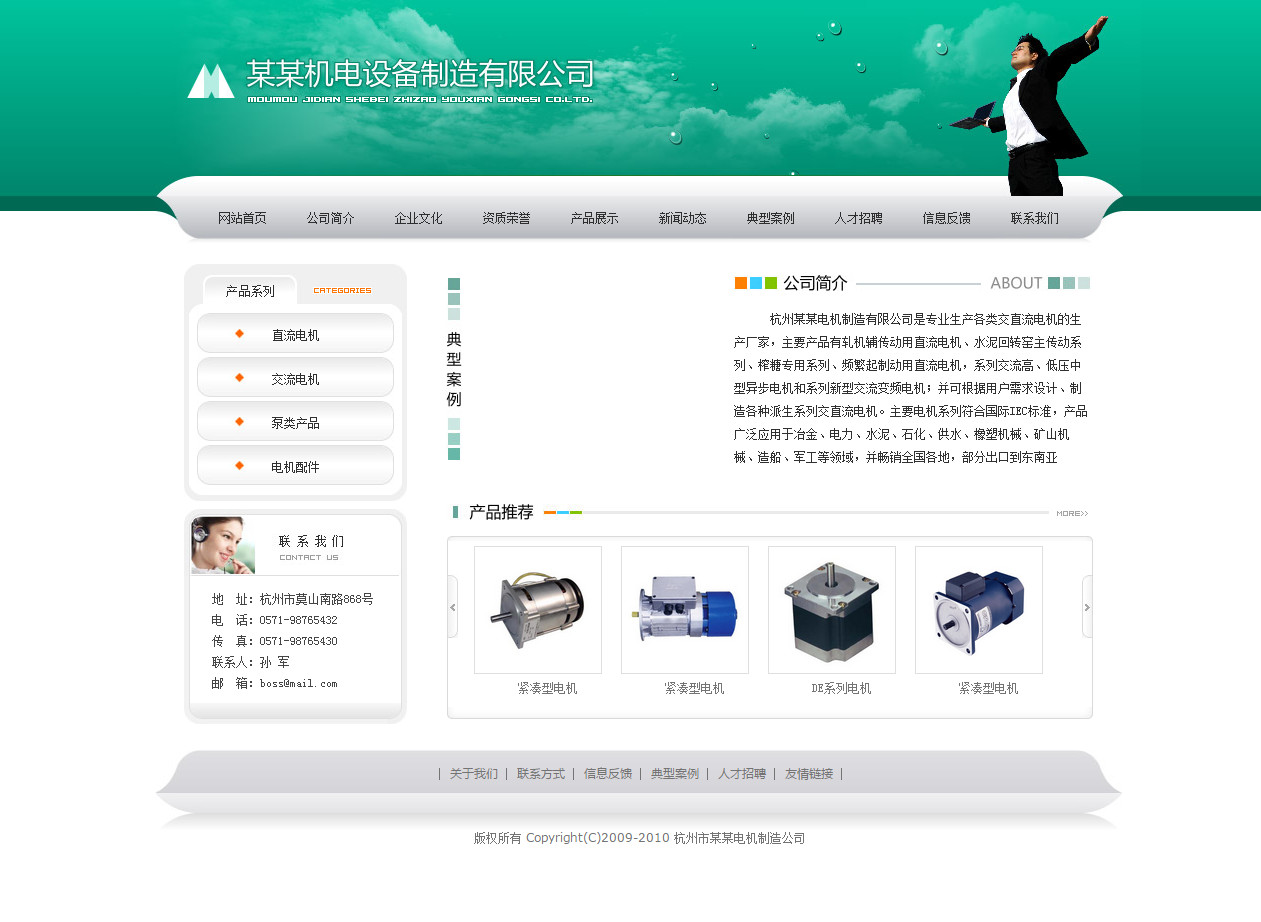 某某机电设备制造有限公司
MOUMOU JIDIAN SHEBEI ZHIZAO YOUXIAN GONGSI CO.LTD.
网站首页 公司简介 企业文化 资质荣誉 产品展示 新闻动态 典型案例 人才招聘 信息反馈 联系我们
产品系列 CATEGORIES
直流电机
交流电机
泵类产品
电机配件
联系我们
CONTACT US
地 址：杭州市莫山南路868号
电 话：0571-98765432
传 真：0571-98765430
联系人：孙 军
邮 箱：boss@mail.com
典型案例
公司简介 ABOUT
杭州某某电机制造有限公司是专业生产各类交直流电机的生
产厂家，主要产品有轧机辅传动用直流电机、水泥回转窑主传动系
列、榨糖专用系列、频繁起制动用直流电机，系列交流高、低压中
型异步电机和系列新型交流变频电机；并可根据用户需求设计、制
造各种派生系列交直流电机。主要电机系列符合国际IEC标准，产品
广泛应用于冶金、电力、水泥、石化、供水、橡塑机械、矿山机
械、造船、军工等领域，并畅销全国各地，部分出口到东南亚
产品推荐 MORE>>
紧凑型电机 紧凑型电机 DE系列电机 紧凑型电机
| 关于我们 | 联系方式 | 信息反馈 | 典型案例 | 人才招聘 | 友情链接 |
版权所有 Copyright(C)2009-2010 杭州市某某电机制造公司